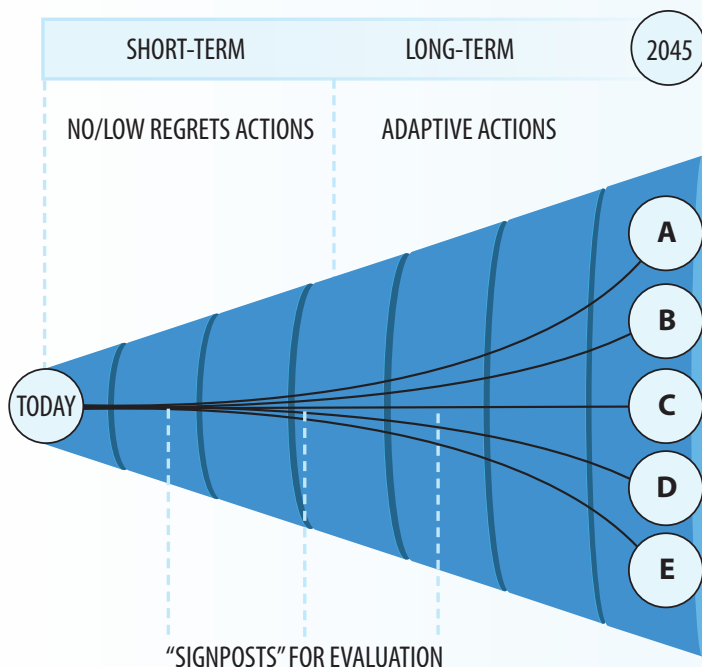 SHORT-TERM
LONG-TERM
2045
NO/LOW REGRETS ACTIONS
ADAPTIVE ACTIONS
A
B
TODAY
C
D
E
“SIGNPOSTS” FOR EVALUATION